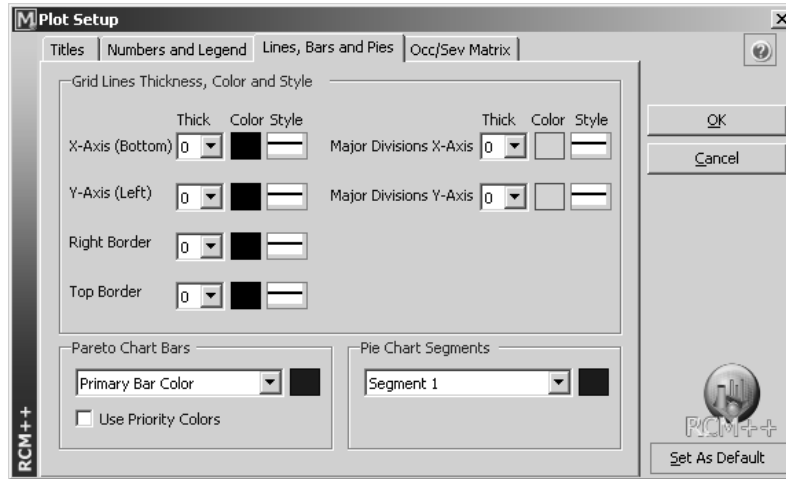 Plot Setup
Titles
Numbers and Legend
Lines, Bars and Pies
Occ/Sev Matrix
Grid Lines Thickness, Color and Style
Thick Color Style
Thick Color Style
X-Axis (Bottom) 0
Major Divisions X-Axis 0
Y-Axis (Left) 0
Major Divisions Y-Axis 0
Right Border 0
Top Border 0
Pareto Chart Bars
Primary Bar Color
Use Priority Colors
Pie Chart Segments
Segment 1
OK
Cancel
RCM++
Set As Default
RCM++